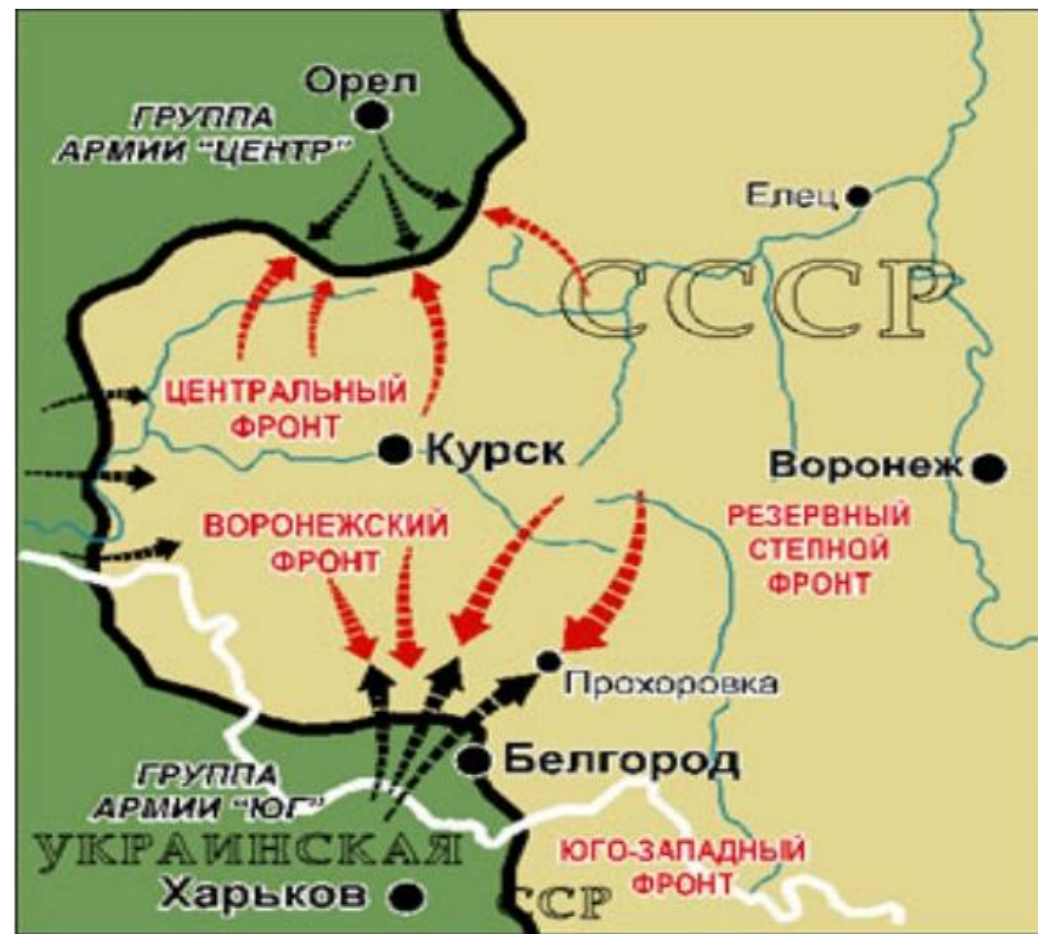 Орел
ГРУППА
АРМИИ "ЦЕНТР"
Елец
СССР
ЦЕНТРАЛЬНЫЙ
ФРОНТ
Курск
Воронеж
ВОРОНЕЖСКИЙ
ФРОНТ
РЕЗЕРВНЫЙ
СТЕПНОЙ
ФРОНТ
Прохоровка
Белгород
ГРУППА
АРМИИ "ЮГ"
УКРАИНСКАЯ
ЮГО-ЗАПАДНЫЙ
ФРОНТ
Харьков
ССР